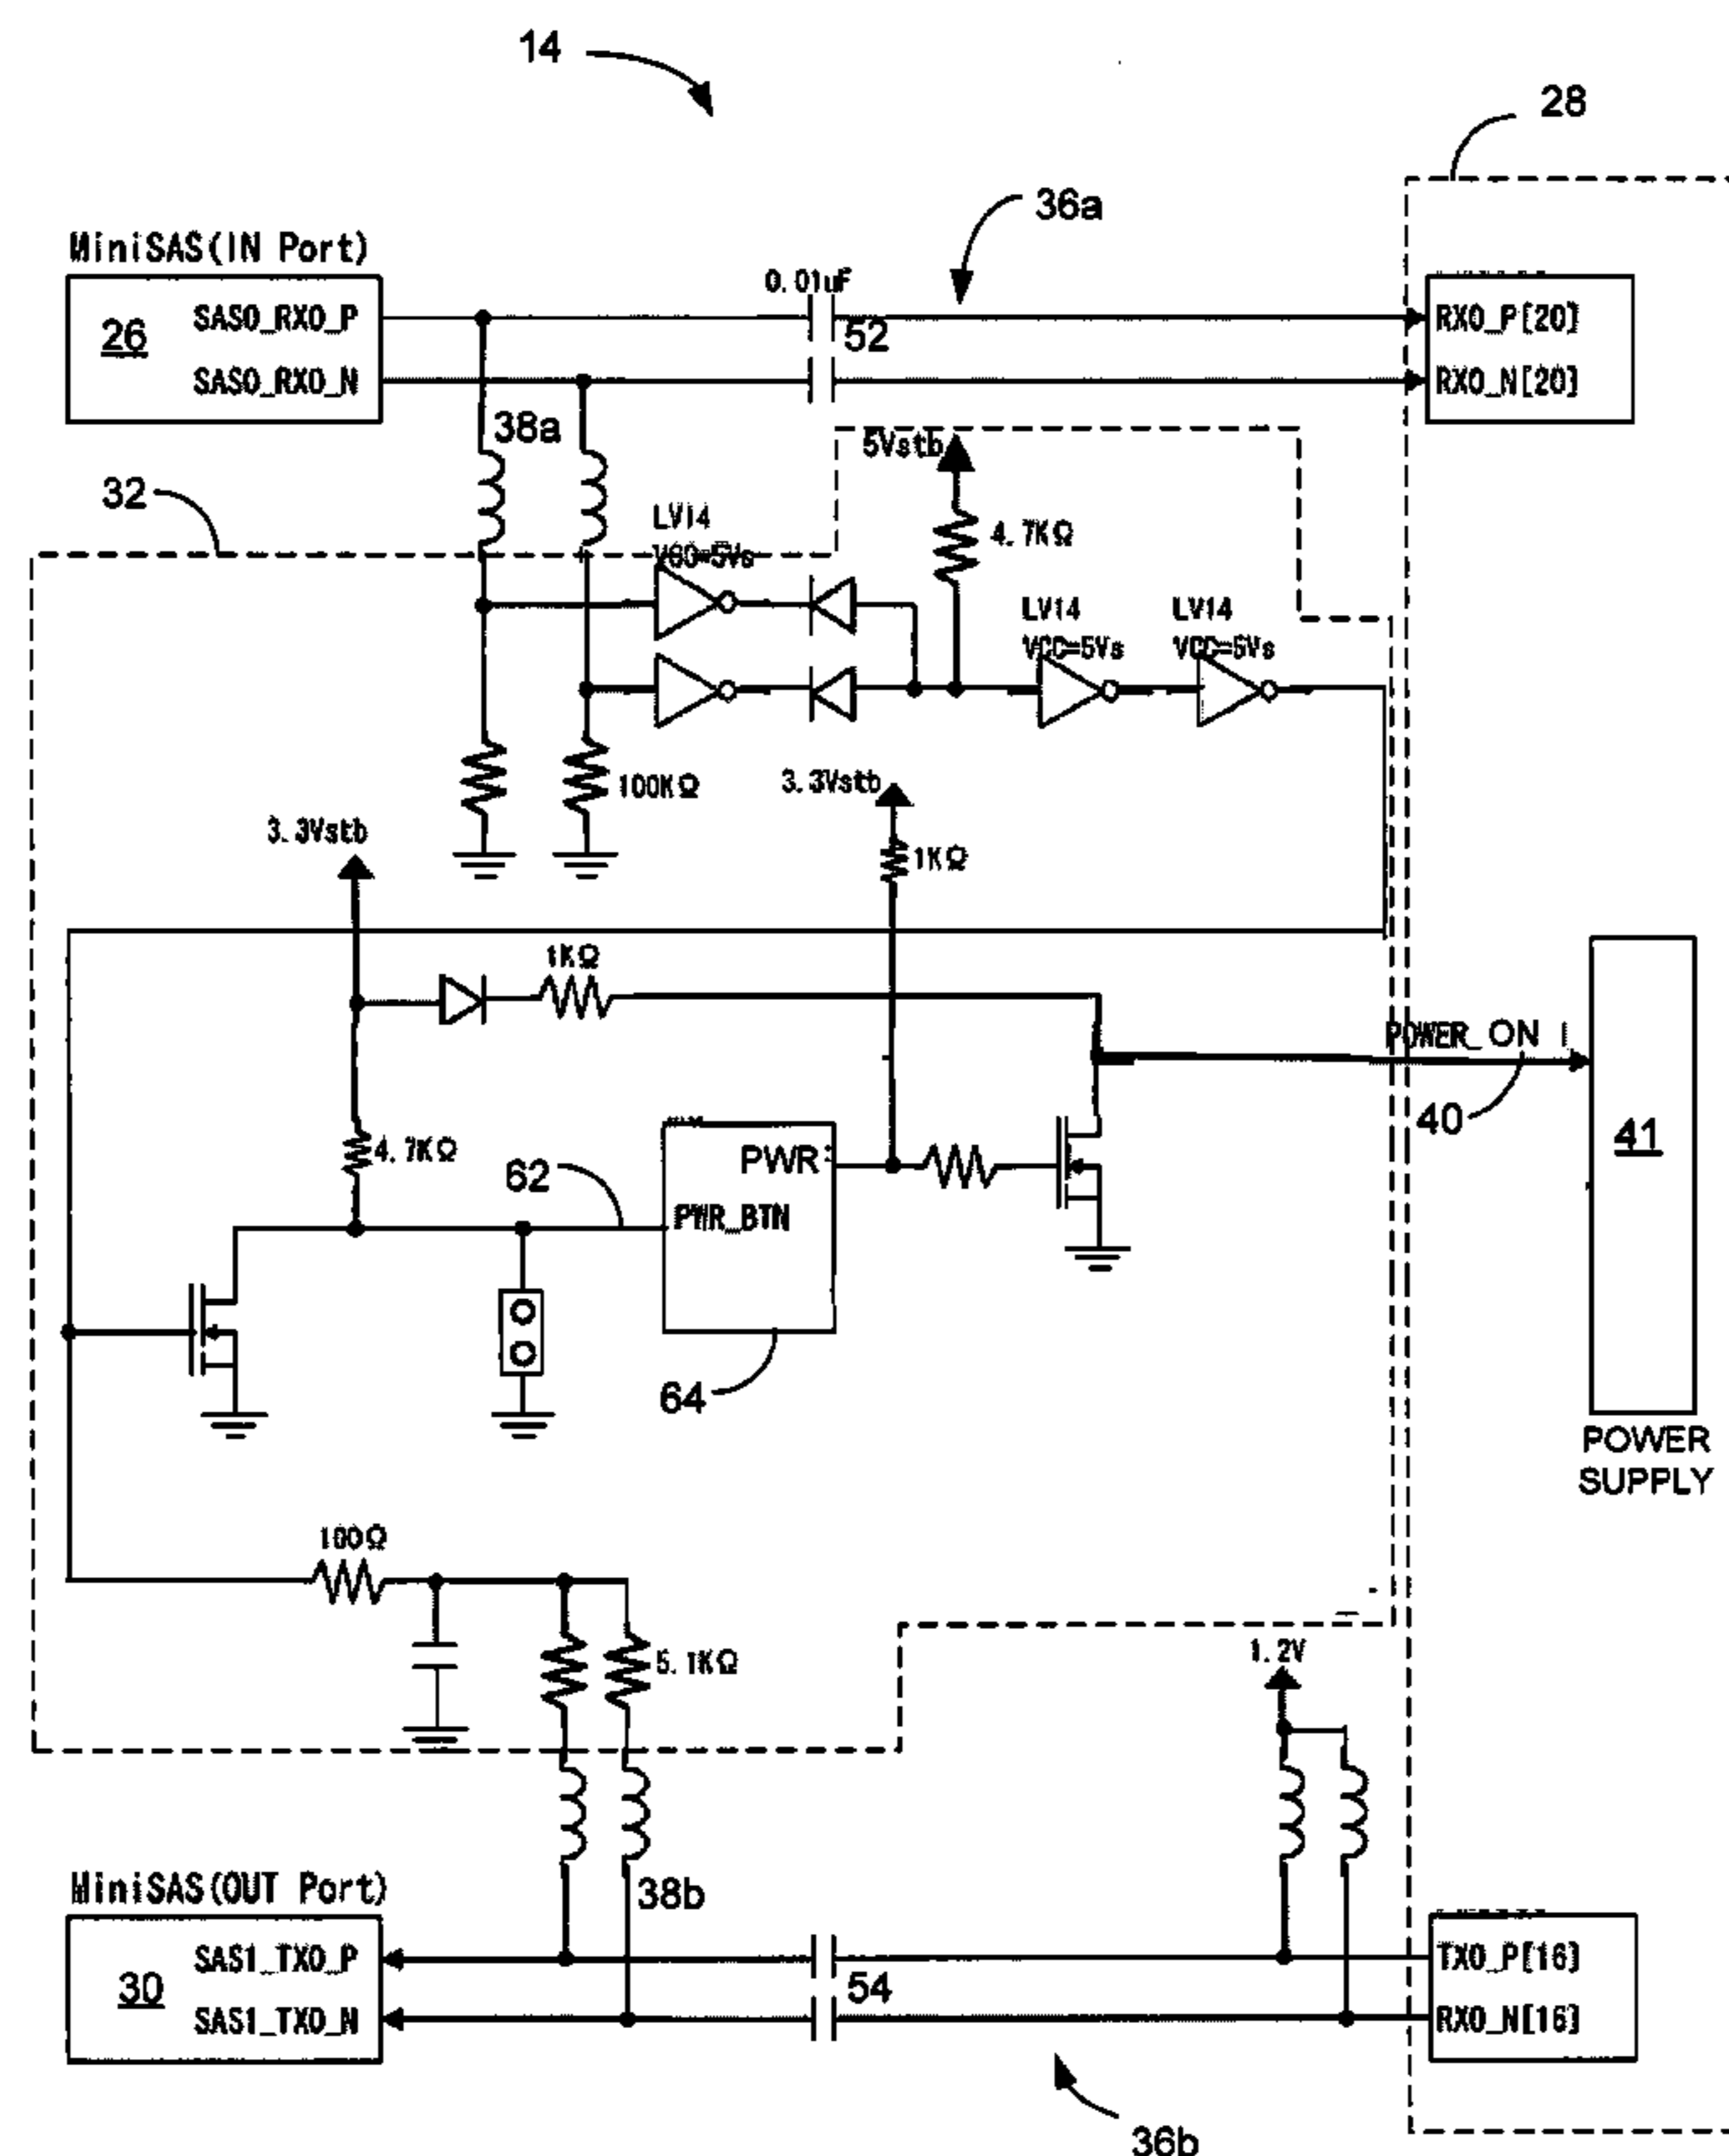 14
28
36a
MiniSAS(IN Port)
0.01uF
26
SAS0_RX0_P
SAS0_RX0_N
52
RX0_P[20]
RX0_N[20]
38a
5Vstb
32
LV14
VCC=5Vs
4.7KΩ
LV14
VCC=5Vs
LV14
VCC=5Vs
100KΩ
3.3Vstb
1KΩ
3.3Vstb
1KΩ
POWER_ON
40
41
4.7KΩ
62
PWR
PWR_BTN
64
POWER
SUPPLY
100Ω
5.1KΩ
1.2V
MiniSAS(OUT Port)
38b
30
SAS1_TX0_P
SAS1_TX0_N
54
TX0_P[16]
RX0_N[16]
36b